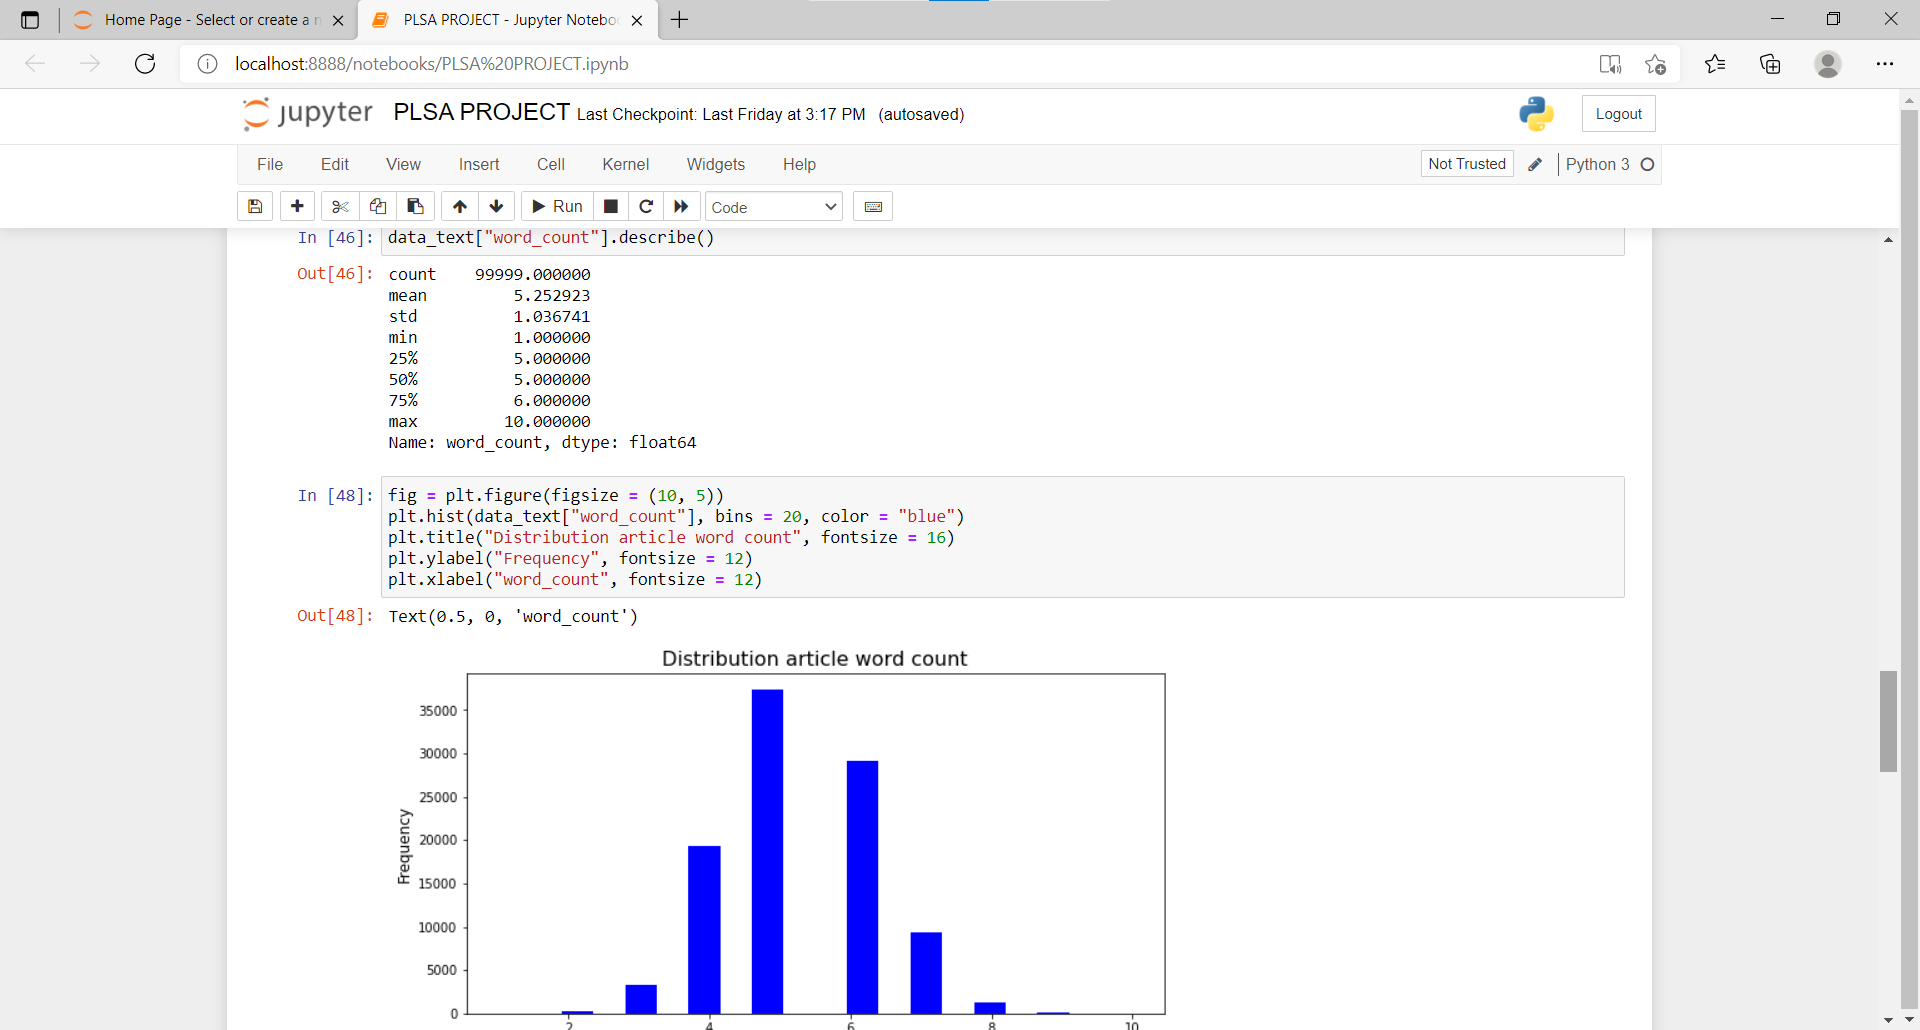 Home Page - Select or create a n
PLSA PROJECT - Jupyter Notebo
localhost:8888/notebooks/PLSA%20PROJECT.ipynb
jupyter PLSA PROJECT Last Checkpoint: Last Friday at 3:17 PM (autosaved)
Logout
File Edit View Insert Cell Kernel Widgets Help
Not Trusted
Python 3
Run
Code
In [46]: data_text["word_count"].describe()
Out[46]: count 99999.000000
mean 5.252923
std 1.036741
min 1.000000
25% 5.000000
50% 5.000000
75% 6.000000
max 10.000000
Name: word_count, dtype: float64
In [48]: fig = plt.figure(figsize = (10, 5))
plt.hist(data_text["word_count"], bins = 20, color = "blue")
plt.title("Distribution article word count", fontsize = 16)
plt.ylabel("Frequency", fontsize = 12)
plt.xlabel("word_count", fontsize = 12)
Out[48]: Text(0.5, 0, 'word_count')
Distribution article word count
35000
30000
25000
20000
15000
10000
5000
0
Frequency
2 4 6 8 10